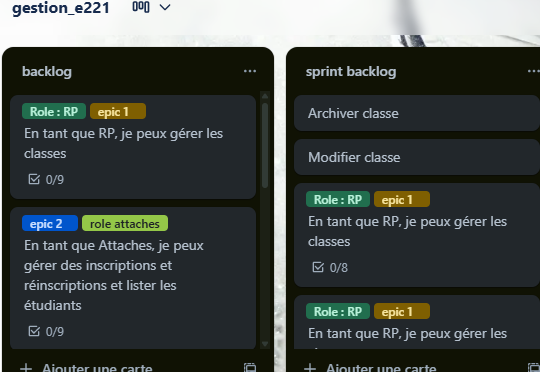 gestion_e221
backlog
Role : RP epic 1
En tant que RP, je peux gérer les
classes
0/9
epic 2 role attaches
En tant que Attaches, je peux
gérer des inscriptions et
réinscriptions et lister les
étudiants
0/9
+ Ajouter une carte
sprint backlog
Archiver classe
Modifier classe
Role : RP epic 1
En tant que RP, je peux gérer les
classes
0/8
Role : RP epic 1
En tant que RP, je peux gérer les
+ Ajouter une carte